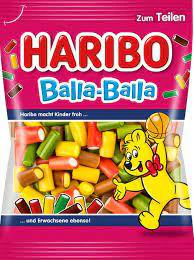 Zum Teilen
HARIBO
Balla-Balla
Haribo macht Kinder froh ...
... und Erwachsene ebenso!